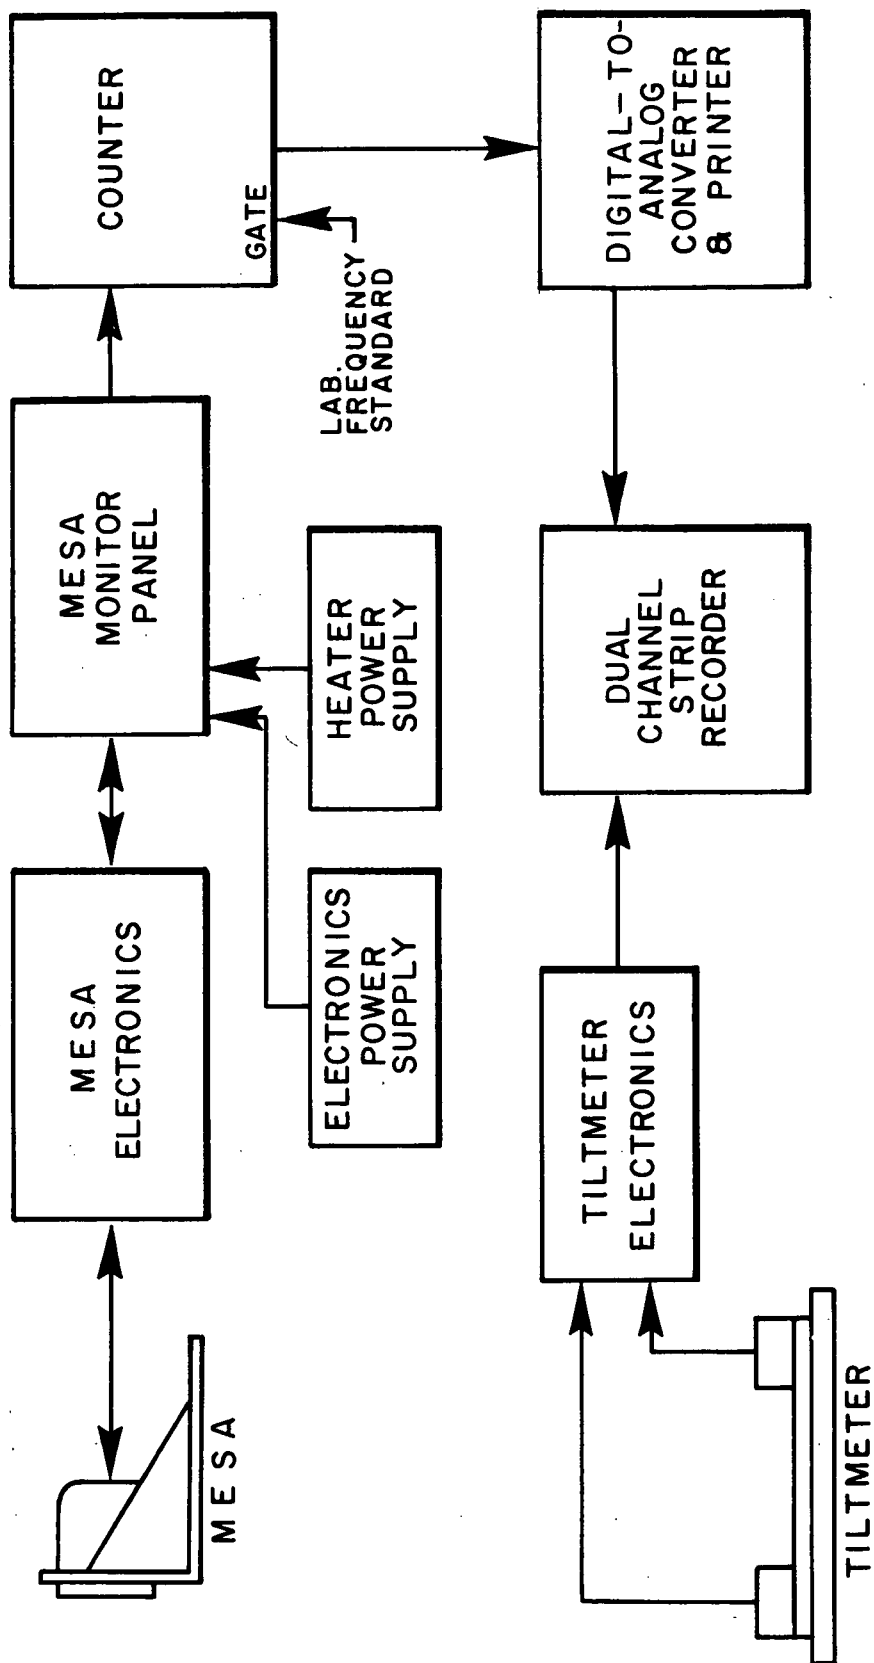 MESA
MESA
ELECTRONICS
MESA
MONITOR
PANEL
COUNTER
GATE
LAB.
FREQUENCY
STANDARD
ELECTRONICS
POWER
SUPPLY
HEATER
POWER
SUPPLY
TILTMETER
TILTMETER
ELECTRONICS
DUAL
CHANNEL
STRIP
RECORDER
DIGITAL-TO-
ANALOG
CONVERTER
& PRINTER